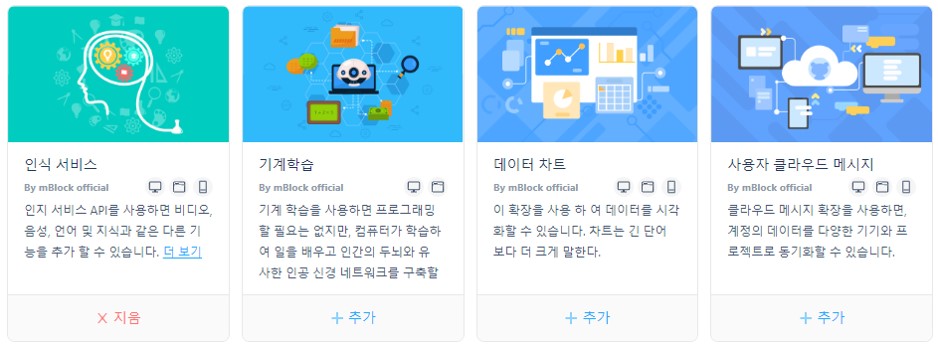 인식 서비스
By mBlock official
인지 서비스 API를 사용하면 비디오,
음성, 언어 및 지식과 같은 다른 기
능을 추가 할 수 있습니다. 더 보기
× 지움
기계학습
By mBlock official
기계 학습을 사용하면 프로그래밍
할 필요는 없지만, 컴퓨터가 학습하
여 일을 배우고 인간의 두뇌와 유
사한 인공 신경 네트워크를 구축할
+ 추가
데이터 차트
By mBlock official
이 확장을 사용 하 여 데이터를 시각
화할 수 있습니다. 차트는 긴 단어
보다 더 크게 말한다.
+ 추가
사용자 클라우드 메시지
By mBlock official
클라우드 메시지 확장을 사용하면,
계정의 데이터를 다양한 기기와 프
로젝트로 동기화할 수 있습니다.
+ 추가